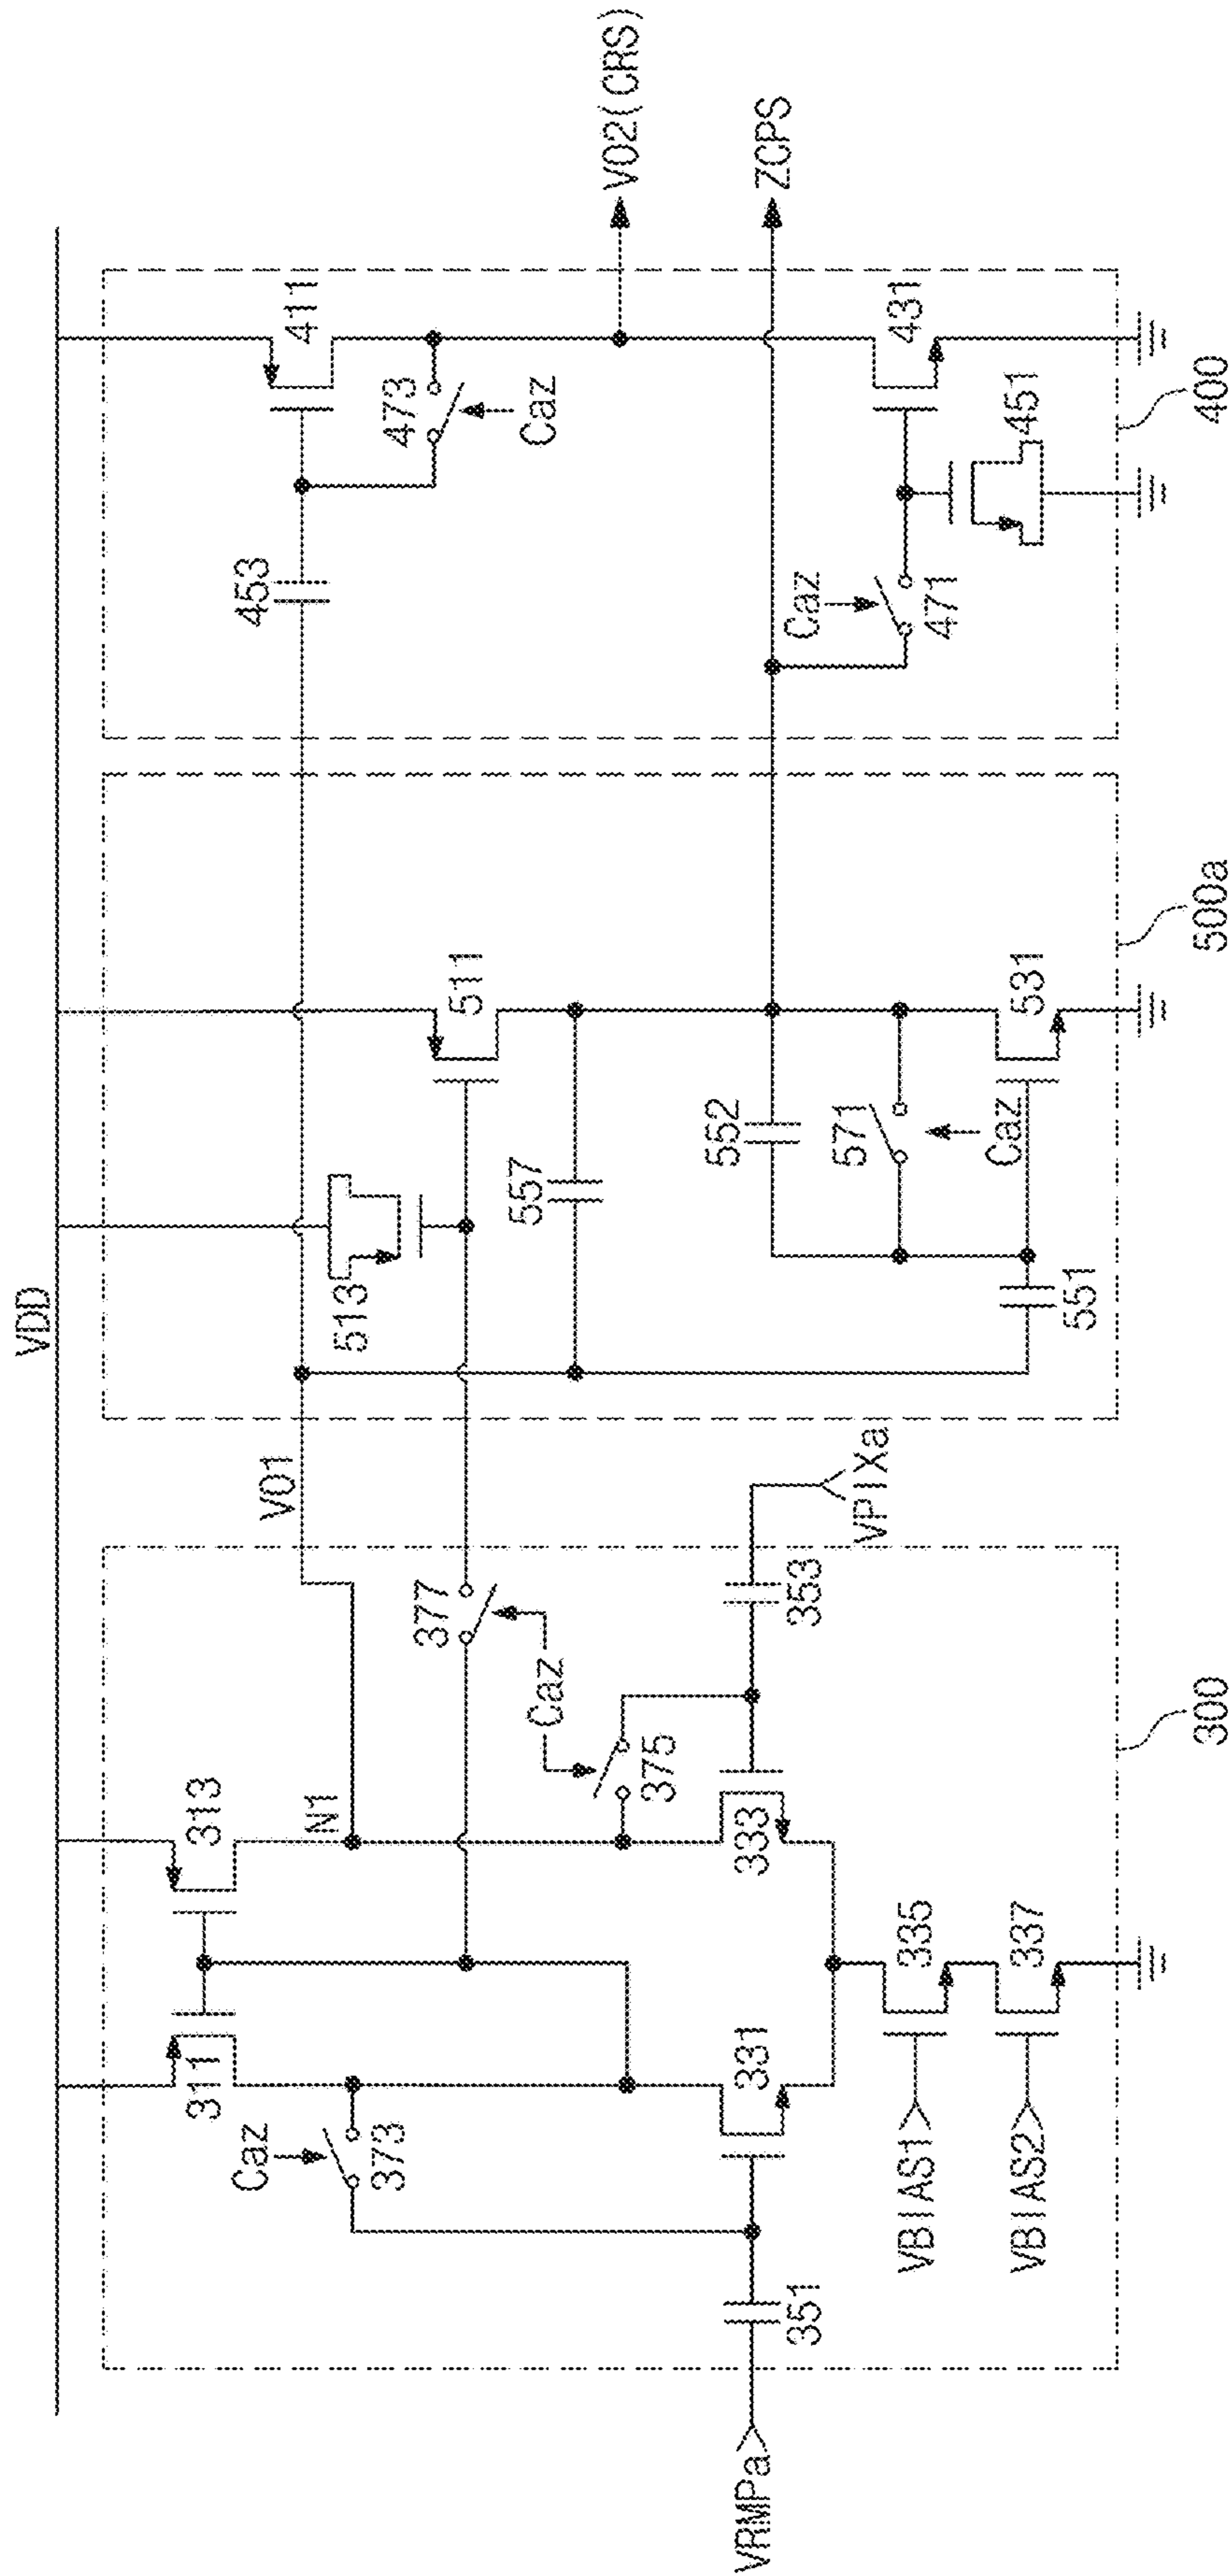 VDD
311
313
Caz
373
N1
VO1
377
Caz
375
331
333
351
353
VRMPa
VPIXa
335
337
VBIAS1
VBIAS2
300
513
511
557
552
571
Caz
531
551
500a
453
411
473
Caz
VO2(CRS)
ZCPS
Caz
471
431
451
400